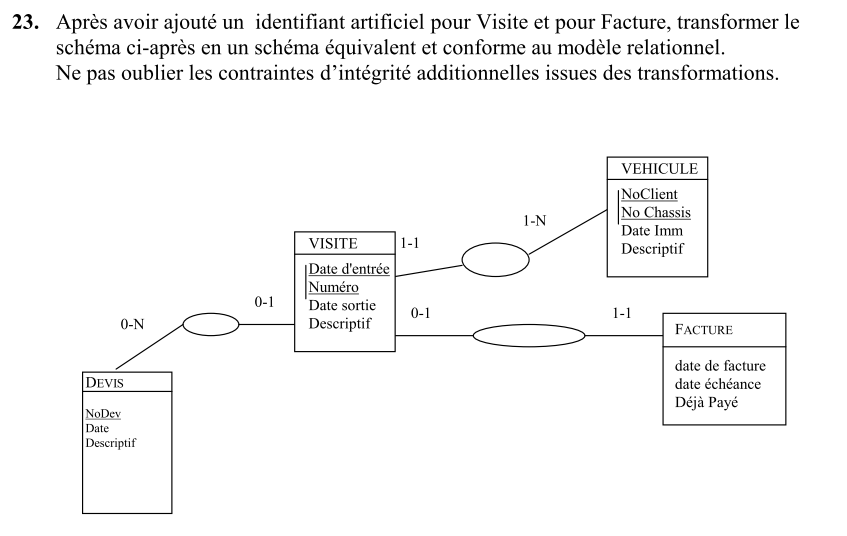 23. Après avoir ajouté un identifiant artificiel pour Visite et pour Facture, transformer le
schéma ci-après en un schéma équivalent et conforme au modèle relationnel.
Ne pas oublier les contraintes d'intégrité additionnelles issues des transformations.
VEHICULE
NoClient
No Chassis
Date Imm
Descriptif
1-N
VISITE
1-1
Date d'entrée
Numéro
Date sortie
Descriptif
0-1
0-N
0-1
1-1
FACTURE
date de facture
date échéance
Déjà Payé
DEVIS
NoDev
Date
Descriptif